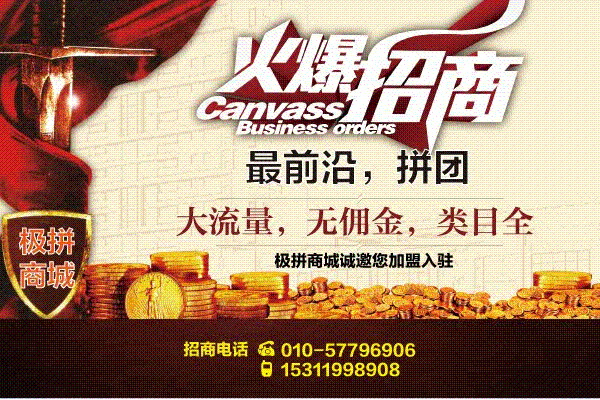 火爆招商
Canvass
Business orders
最前沿，拼团
大流量，无佣金，类目全
极拼商城诚邀您加盟入驻
极拼
商城
招商电话 010-57796906
15311998908